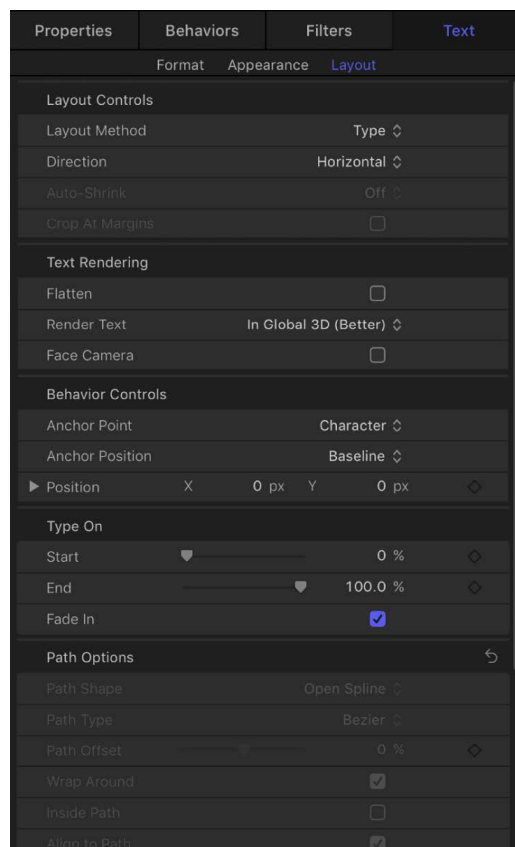 Properties Behaviors Filters Text
Format Appearance Layout
Layout Controls
Layout Method Type
Direction Horizontal
Auto-Shrink Off
Crop At Margins
Text Rendering
Flatten
Render Text In Global 3D (Better)
Face Camera
Behavior Controls
Anchor Point Character
Anchor Position Baseline
Position X 0 px Y 0 px
Type On
Start 0 %
End 100.0 %
Fade In
Path Options
Path Shape Open Spline
Path Type Bezier
Path Offset 0 %
Wrap Around
Inside Path
Align to Path